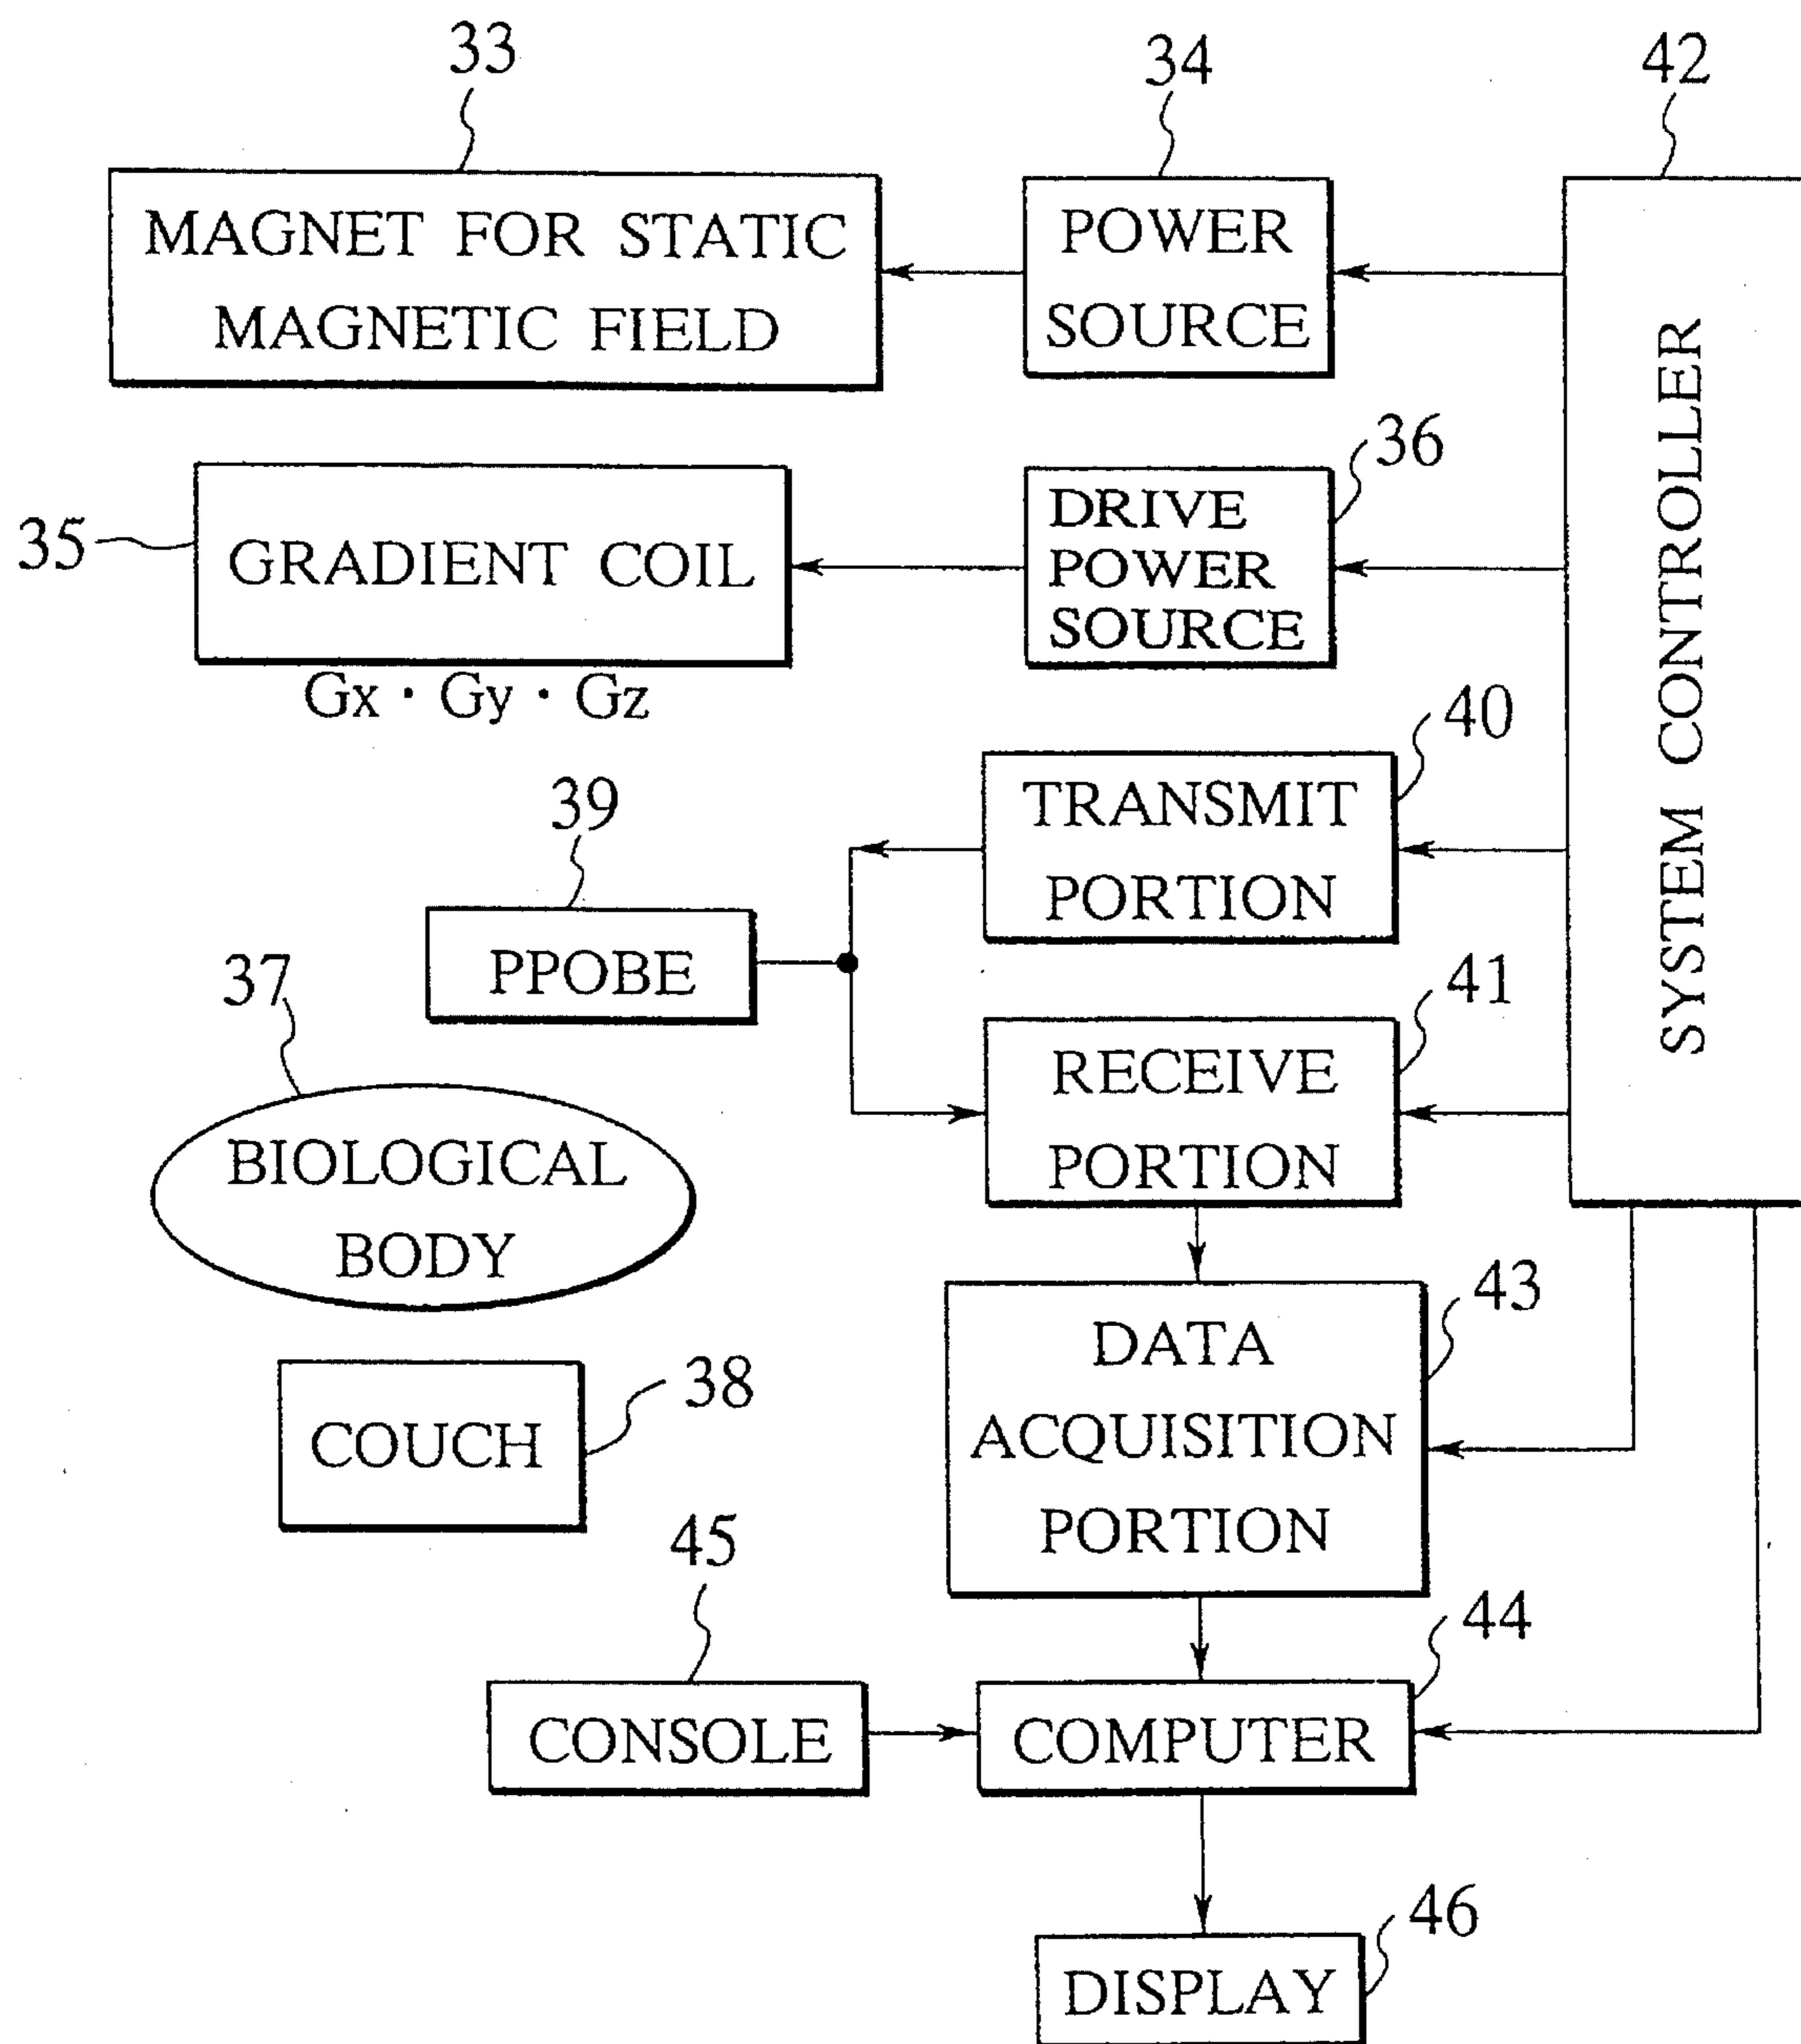 33
34
42
MAGNET FOR STATIC
MAGNETIC FIELD
POWER
SOURCE
SYSTEM CONTROLLER
36
35
GRADIENT COIL
DRIVE
POWER
SOURCE
Gx · Gy · Gz
40
39
TRANSMIT
PORTION
PPOBE
37
41
RECEIVE
PORTION
BIOLOGICAL
BODY
43
DATA
ACQUISITION
PORTION
38
COUCH
45
44
CONSOLE
COMPUTER
46
DISPLAY